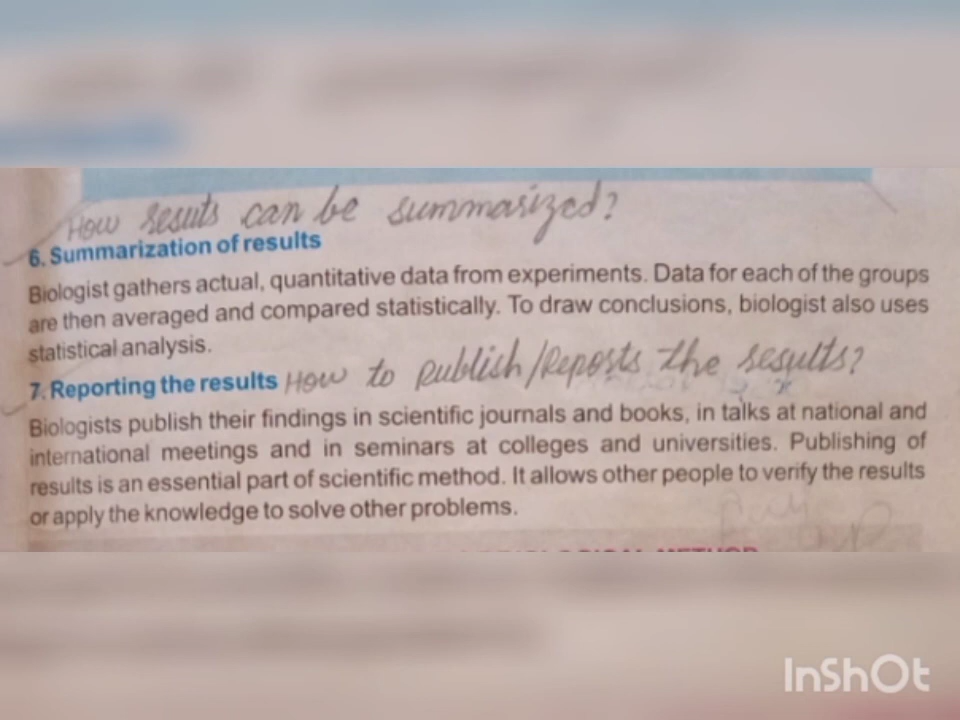 How resuts can be summarized?
6. Summarization of results
Biologist gathers actual, quantitative data from experiments. Data for each of the groups
are then averaged and compared statistically. To draw conclusions, biologist also uses
statistical analysis.
7. Reporting the results How to publish/Reports the results?
Biologists publish their findings in scientific journals and books, in talks at national and
international meetings and in seminars at colleges and universities. Publishing of
results is an essential part of scientific method. It allows other people to verify the results
or apply the knowledge to solve other problems.
InShOt